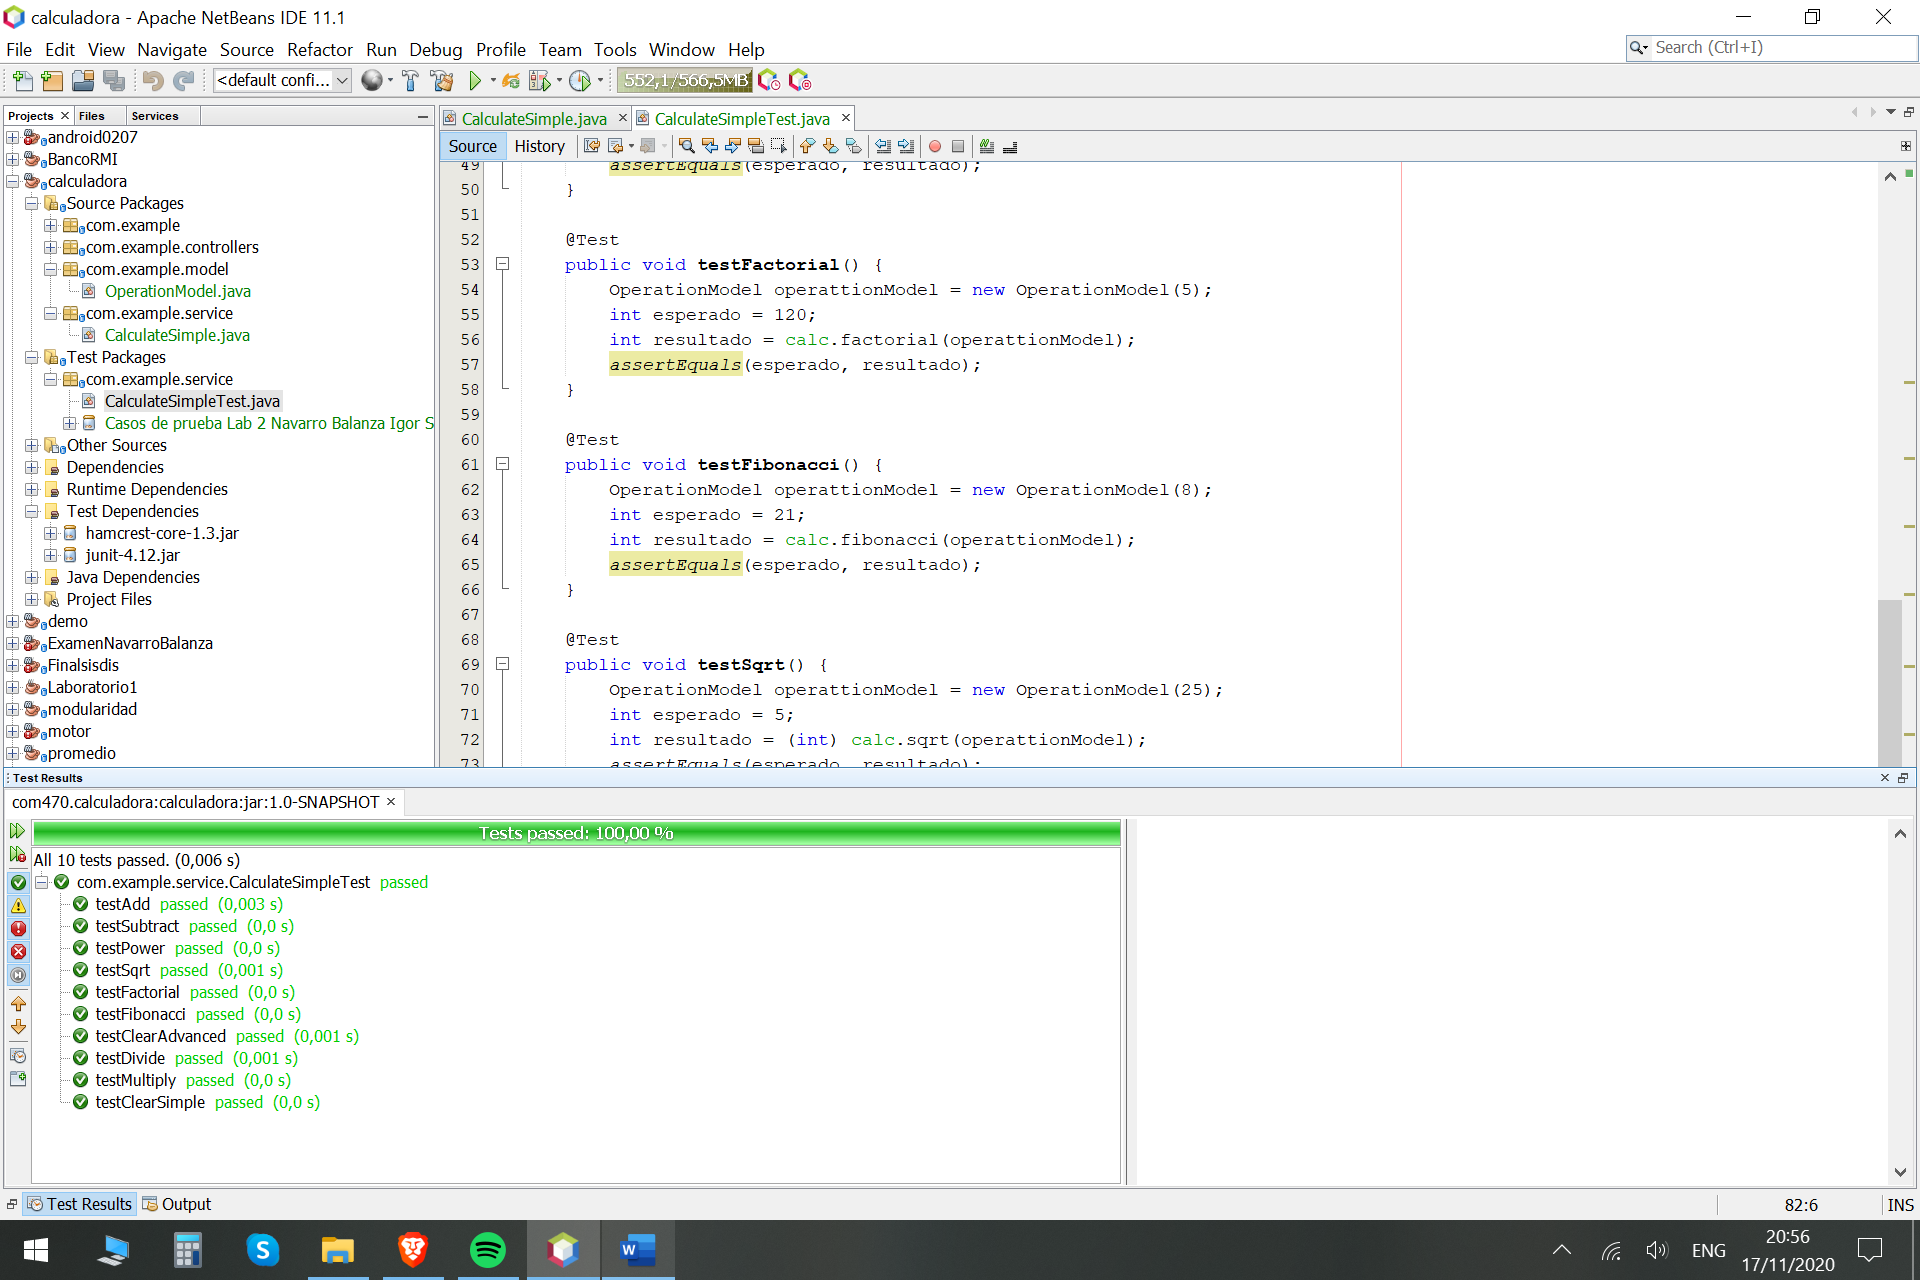 calculadora - Apache NetBeans IDE 11.1
File Edit View Navigate Source Refactor Run Debug Profile Team Tools Window Help
Search (Ctrl+I)
<default confi...
552,1/566,5MB
Projects Files Services
android0207
BancoRMI
calculadora
Source Packages
com.example
com.example.controllers
com.example.model
OperationModel.java
com.example.service
CalculateSimple.java
Test Packages
com.example.service
CalculateSimpleTest.java
Casos de prueba Lab 2 Navarro Balanza Igor S
Other Sources
Dependencies
Runtime Dependencies
Test Dependencies
hamcrest-core-1.3.jar
junit-4.12.jar
Java Dependencies
Project Files
demo
ExamenNavarroBalanza
Finalsisdis
Laboratorio1
modularidad
motor
promedio
CalculateSimple.java CalculateSimpleTest.java
Source History
49 assertEquals(esperado, resultado);
50 }
51
52 @Test
53 public void testFactorial() {
54 OperationModel operattionModel = new OperationModel(5);
55 int esperado = 120;
56 int resultado = calc.factorial(operattionModel);
57 assertEquals(esperado, resultado);
58 }
59
60 @Test
61 public void testFibonacci() {
62 OperationModel operattionModel = new OperationModel(8);
63 int esperado = 21;
64 int resultado = calc.fibonacci(operattionModel);
65 assertEquals(esperado, resultado);
66 }
67
68 @Test
69 public void testSqrt() {
70 OperationModel operattionModel = new OperationModel(25);
71 int esperado = 5;
72 int resultado = (int) calc.sqrt(operattionModel);
73 assertEquals(esperado, resultado);
Test Results
com470.calculadora:calculadora:jar:1.0-SNAPSHOT
Tests passed: 100,00 %
All 10 tests passed. (0,006 s)
com.example.service.CalculateSimpleTest passed
testAdd passed (0,003 s)
testSubtract passed (0,0 s)
testPower passed (0,0 s)
testSqrt passed (0,001 s)
testFactorial passed (0,0 s)
testFibonacci passed (0,0 s)
testClearAdvanced passed (0,001 s)
testDivide passed (0,001 s)
testMultiply passed (0,0 s)
testClearSimple passed (0,0 s)
Test Results Output
82:6 INS
ENG
20:56
17/11/2020